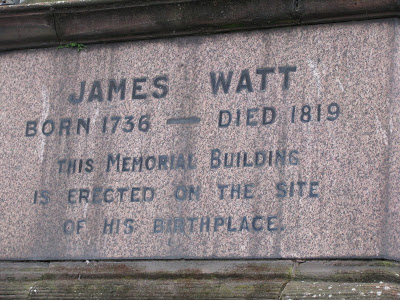 JAMES WATT
BORN 1736 — DIED 1819
THIS MEMORIAL BUILDING
IS ERECTED ON THE SITE
OF HIS BIRTHPLACE.